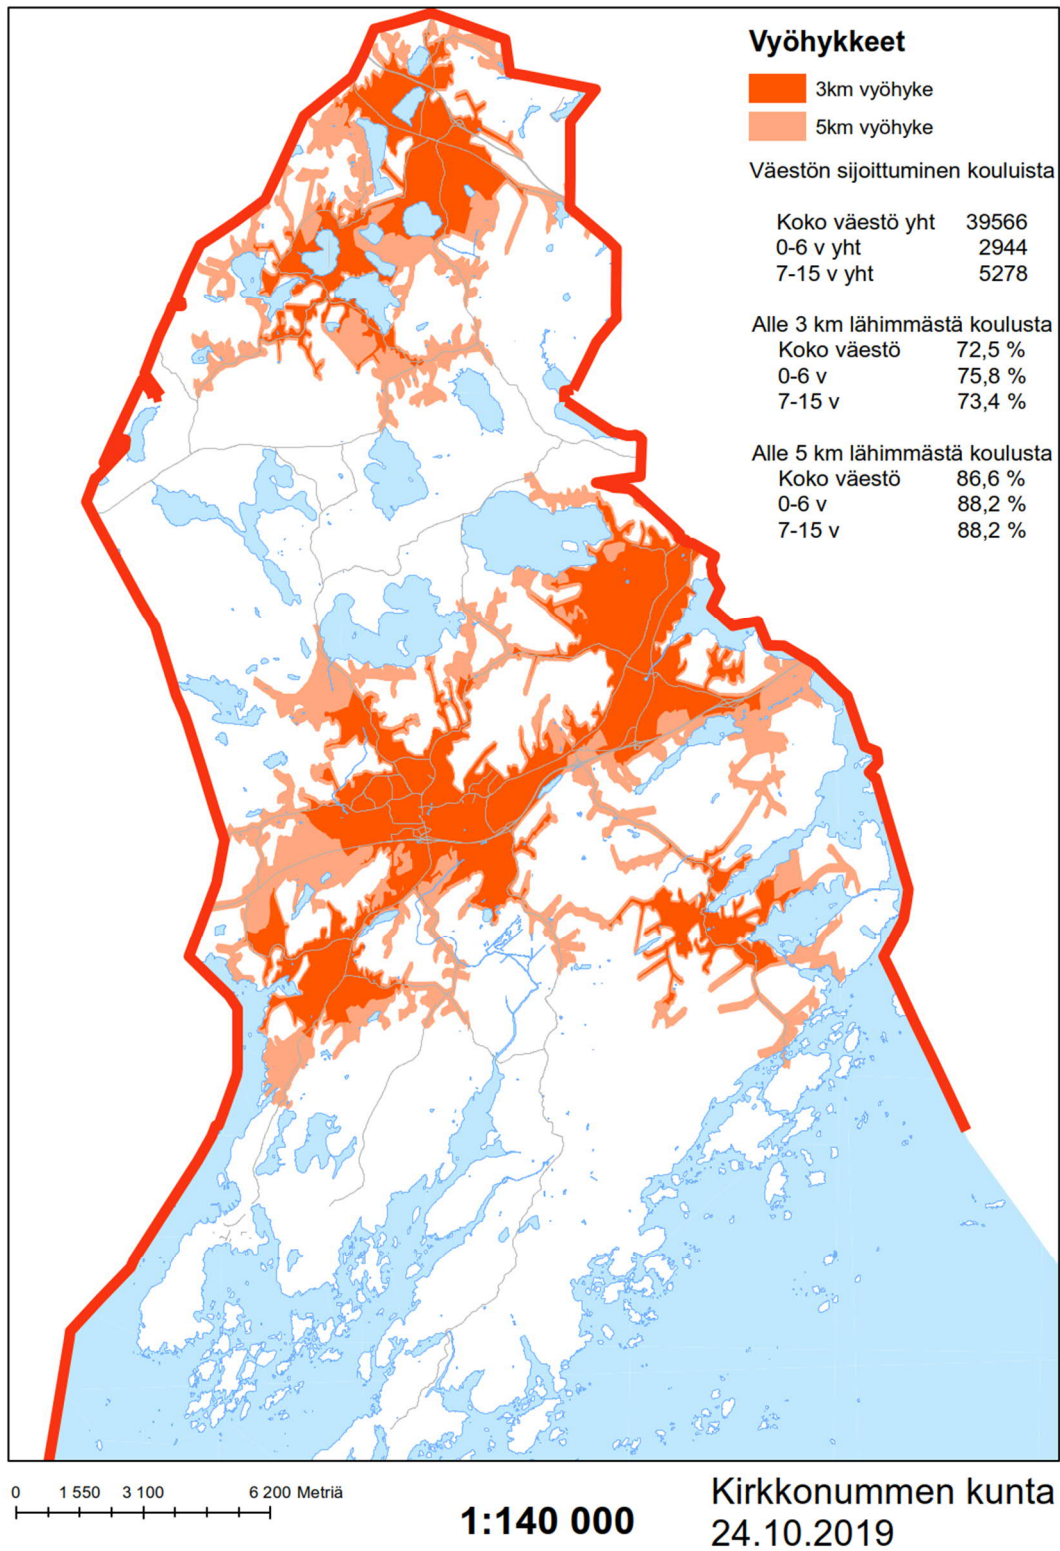 Vyöhykkeet
3km vyöhyke
5km vyöhyke
Väestön sijoittuminen kouluista
Koko väestö yht 39566
0-6 v yht 2944
7-15 v yht 5278
Alle 3 km lähimmästä koulusta
Koko väestö 72,5 %
0-6 v 75,8 %
7-15 v 73,4 %
Alle 5 km lähimmästä koulusta
Koko väestö 86,6 %
0-6 v 88,2 %
7-15 v 88,2 %
0 1 550 3 100 6 200 Metriä
1:140 000
Kirkkonummen kunta
24.10.2019